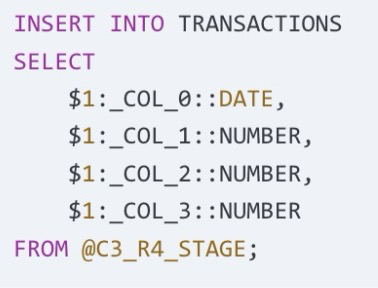 INSERT INTO TRANSACTIONS
SELECT
    $1:_COL_0::DATE,
    $1:_COL_1::NUMBER,
    $1:_COL_2::NUMBER,
    $1:_COL_3::NUMBER
FROM @C3_R4_STAGE;